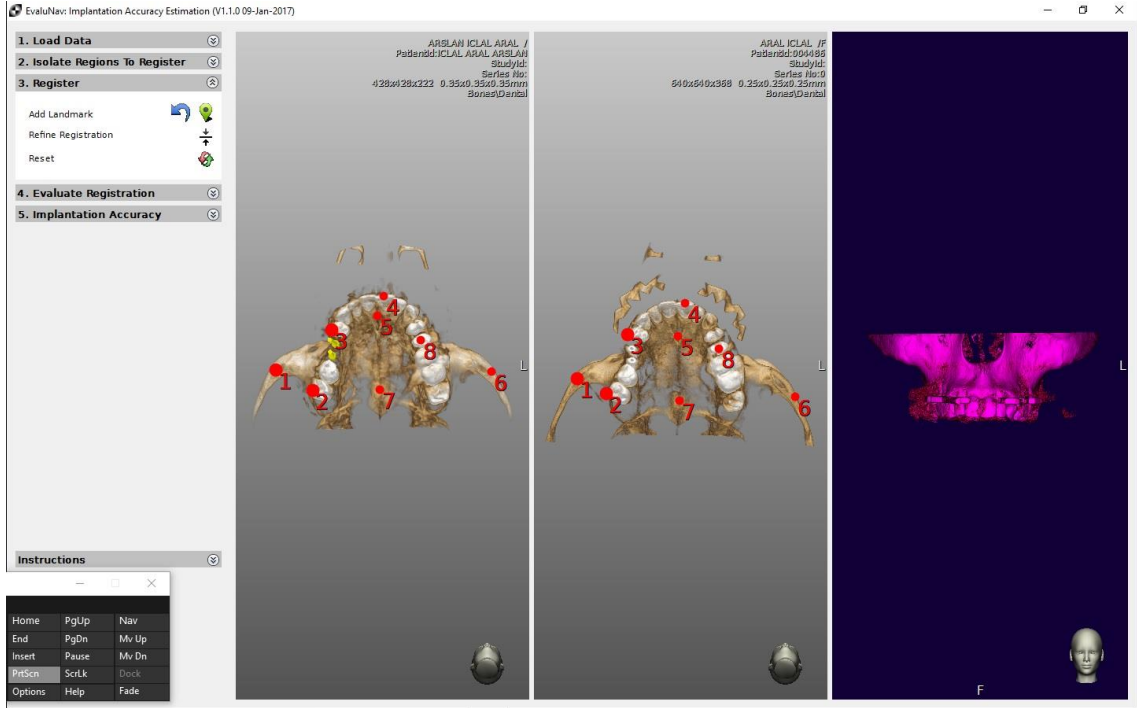 EvaluNav: Implantation Accuracy Estimation (V1.1.0 09-Jan-2017)
1. Load Data
2. Isolate Regions To Register
3. Register
Add Landmark
Refine Registration
Reset
4. Evaluate Registration
5. Implantation Accuracy
Instructions
Home PgUp Nav
End PgDn Mv Up
Insert Pause Mv Dn
PrtScn ScrLk Dock
Options Help Fade
ARSLAN ICLAL ARAL /
PatientId:ICLAL ARAL ARSLAN
StudyId:
Series No:
428x428x222 0.35x0.35x0.35mm
Bones\Dental
4
5
3
8
1
2
6
7
L
ARAL ICLAL /F
PatientId:004486
StudyId:
Series No:0
640x640x368 0.25x0.25x0.25mm
Bones\Dental
4
3
5
8
1
2
6
7
L
L
F